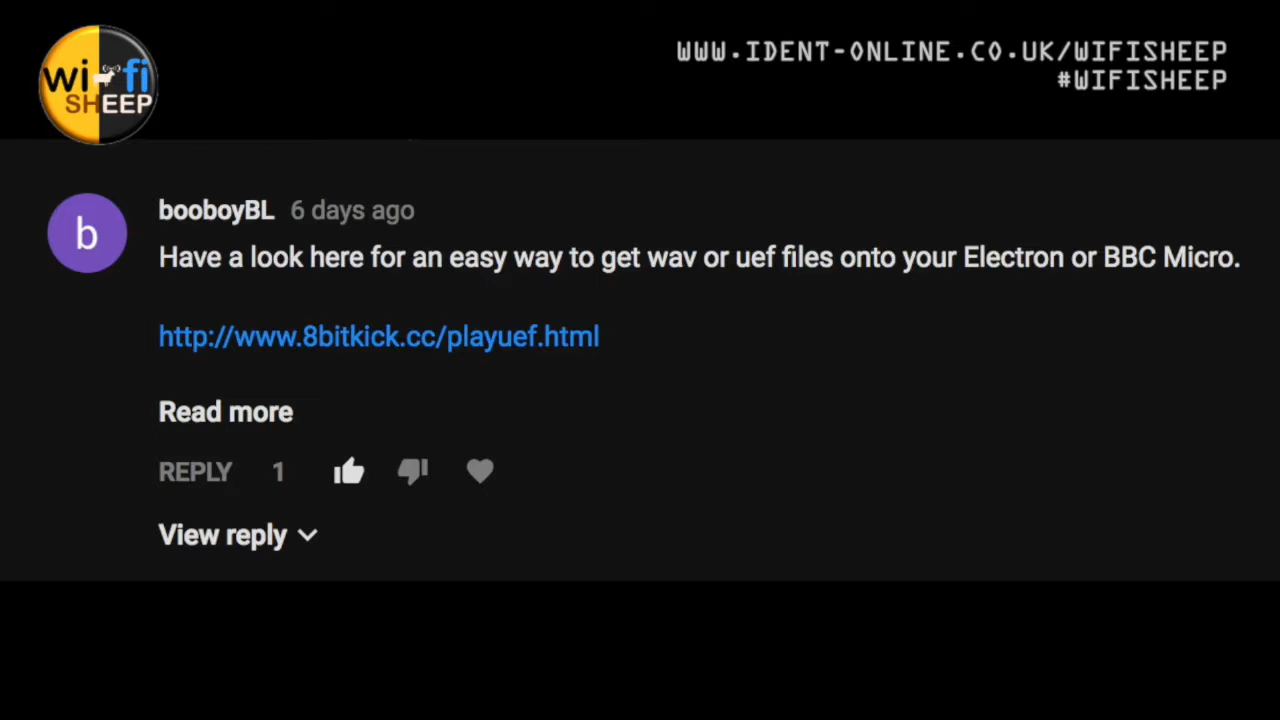 wi-fi
SHEEP
WWW.IDENT-ONLINE.CO.UK/WIFISHEEP
#WIFISHEEP
b
booboyBL 6 days ago
Have a look here for an easy way to get wav or uef files onto your Electron or BBC Micro.
http://www.8bitkick.cc/playuef.html
Read more
REPLY 1
View reply